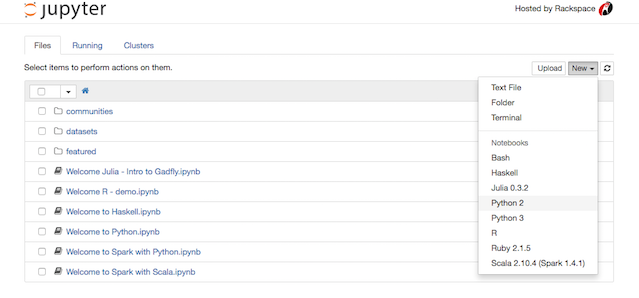 jupyter
Hosted by Rackspace
Files Running Clusters
Select items to perform actions on them.
Upload New
Text File
Folder
Terminal
Notebooks
Bash
Haskell
Julia 0.3.2
Python 2
Python 3
R
Ruby 2.1.5
Scala 2.10.4 (Spark 1.4.1)
communities
datasets
featured
Welcome Julia - Intro to Gadfly.ipynb
Welcome R - demo.ipynb
Welcome to Haskell.ipynb
Welcome to Python.ipynb
Welcome to Spark with Python.ipynb
Welcome to Spark with Scala.ipynb